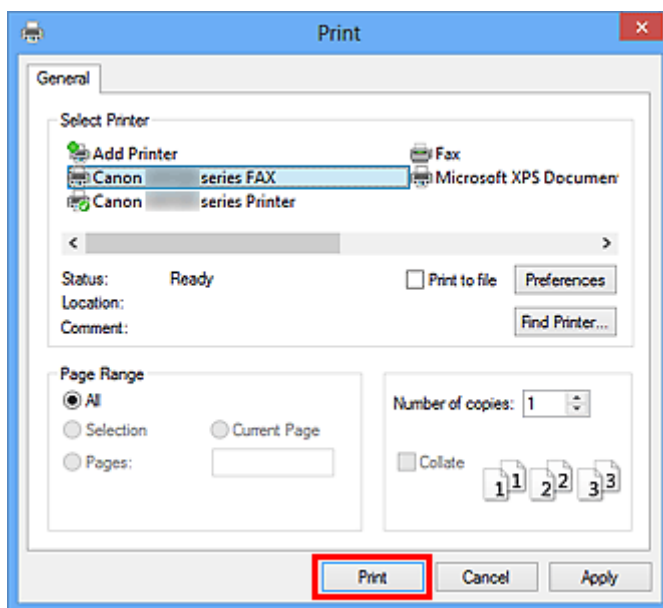 Print
General
Select Printer
Add Printer
Fax
Canon series FAX
Microsoft XPS Documen
Canon series Printer
Status: Ready
Print to file
Preferences
Location:
Comment:
Find Printer...
Page Range
All
Selection
Current Page
Pages:
Number of copies: 1
Collate
1 1 2 2 3 3
Print
Cancel
Apply